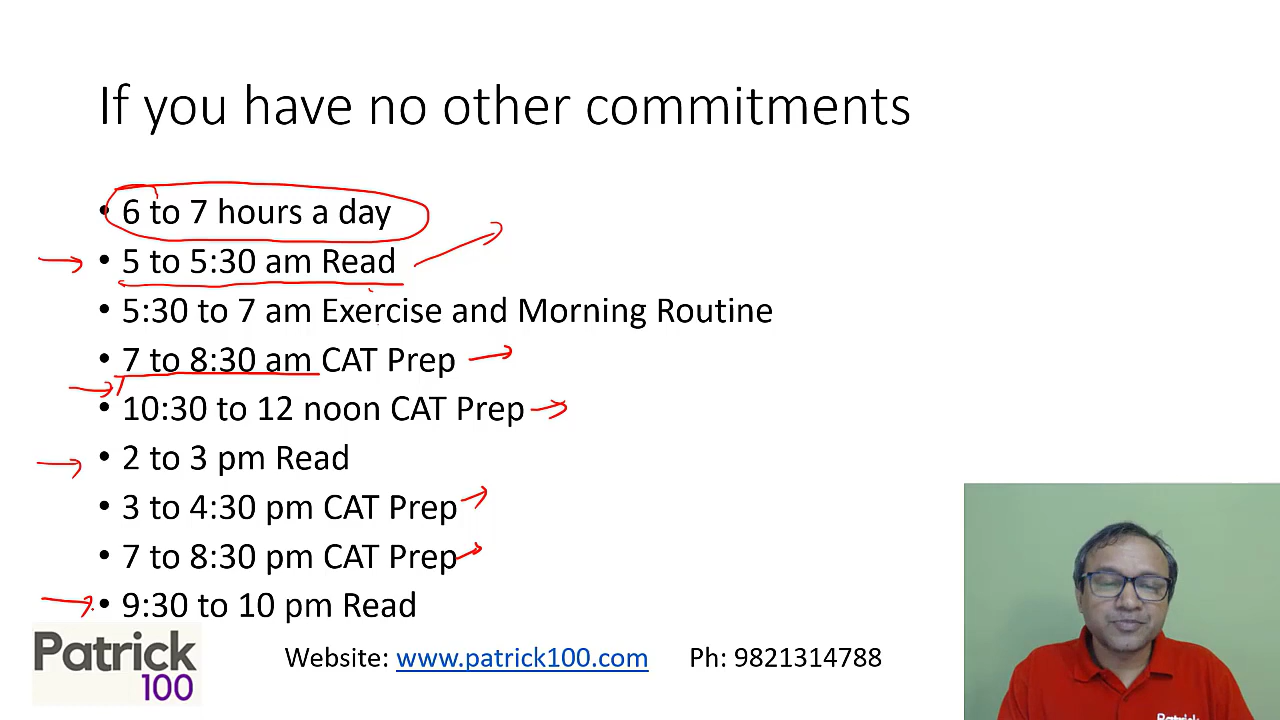 If you have no other commitments
• 6 to 7 hours a day
• 5 to 5:30 am Read
• 5:30 to 7 am Exercise and Morning Routine
• 7 to 8:30 am CAT Prep
• 10:30 to 12 noon CAT Prep
• 2 to 3 pm Read
• 3 to 4:30 pm CAT Prep
• 7 to 8:30 pm CAT Prep
• 9:30 to 10 pm Read
Patrick
100
Website: www.patrick100.com Ph: 9821314788
Patrick